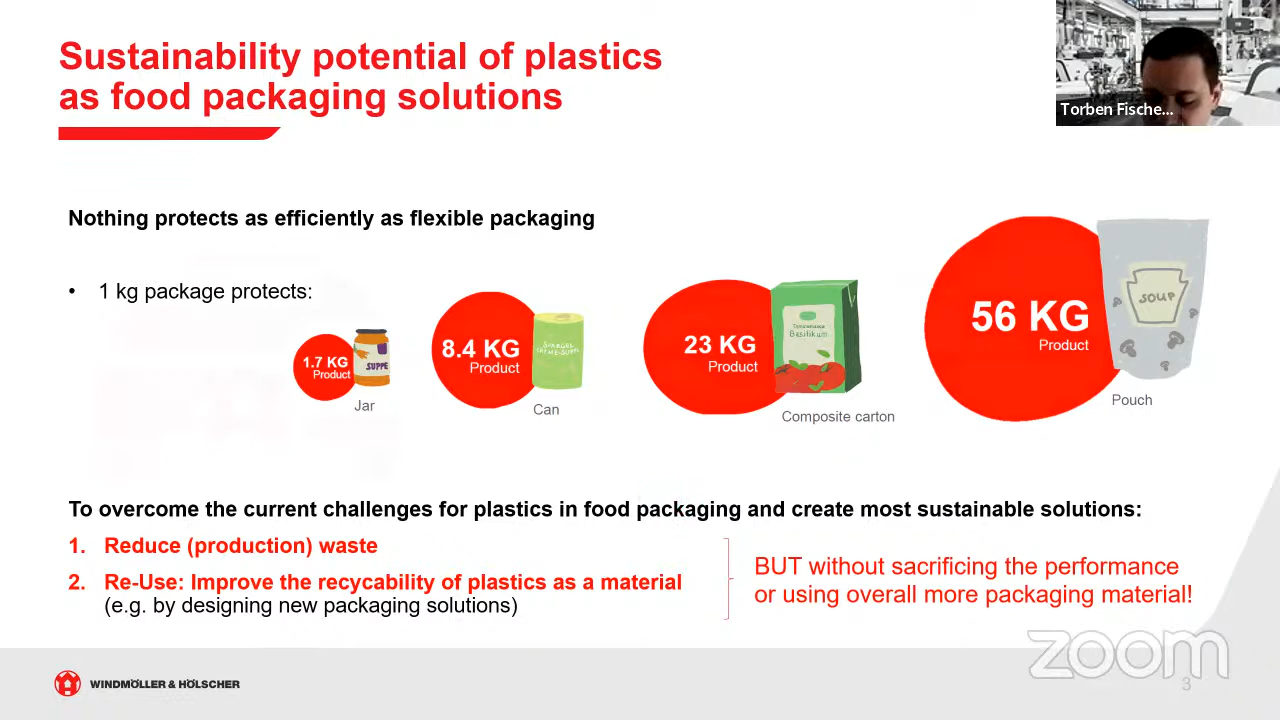 Sustainability potential of plastics
as food packaging solutions
Torben Fische...
Nothing protects as efficiently as flexible packaging
• 1 kg package protects:
1.7 KG
Product
SUPPE
Jar
8.4 KG
Product
SPARGEL
CREME-SUPPE
Can
23 KG
Product
Basilikum
Composite carton
56 KG
Product
SOUP
Pouch
To overcome the current challenges for plastics in food packaging and create most sustainable solutions:
1. Reduce (production) waste
2. Re-Use: Improve the recycability of plastics as a material
(e.g. by designing new packaging solutions)
BUT without sacrificing the performance
or using overall more packaging material!
zoom
3
WINDMÖLLER & HÖLSCHER